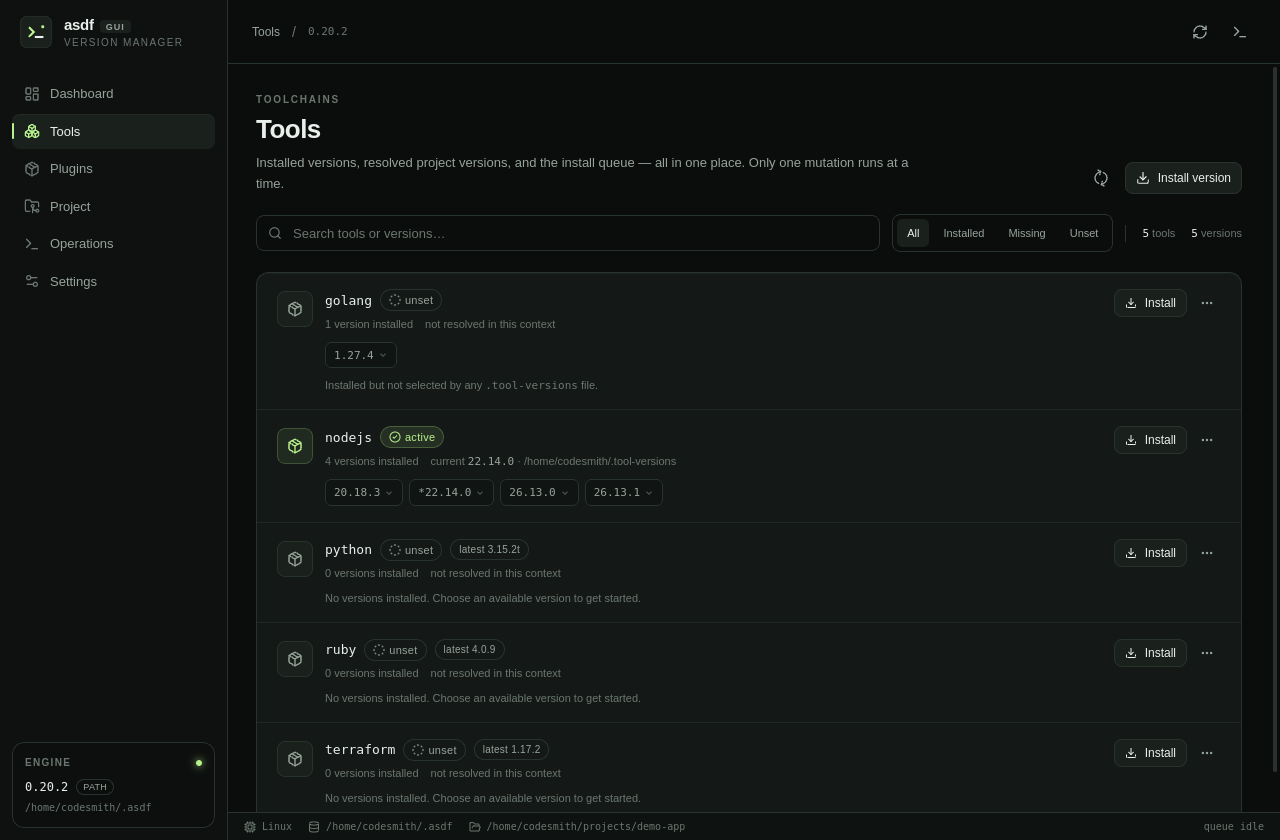 asdf GUI
VERSION MANAGER
Dashboard
Tools
Plugins
Project
Operations
Settings
ENGINE
0.20.2 PATH
/home/codesmith/.asdf
Tools / 0.20.2
TOOLCHAINS
Tools
Installed versions, resolved project versions, and the install queue — all in one place. Only one mutation runs at a
time.
Install version
Search tools or versions…
All Installed Missing Unset
5 tools 5 versions
golang unset
Install
1 version installed not resolved in this context
1.27.4
Installed but not selected by any .tool-versions file.
nodejs active
Install
4 versions installed current 22.14.0 · /home/codesmith/.tool-versions
20.18.3 *22.14.0 26.13.0 26.13.1
python unset latest 3.15.2t
Install
0 versions installed not resolved in this context
No versions installed. Choose an available version to get started.
ruby unset latest 4.0.9
Install
0 versions installed not resolved in this context
No versions installed. Choose an available version to get started.
terraform unset latest 1.17.2
Install
0 versions installed not resolved in this context
No versions installed. Choose an available version to get started.
Linux /home/codesmith/.asdf /home/codesmith/projects/demo-app
queue idle